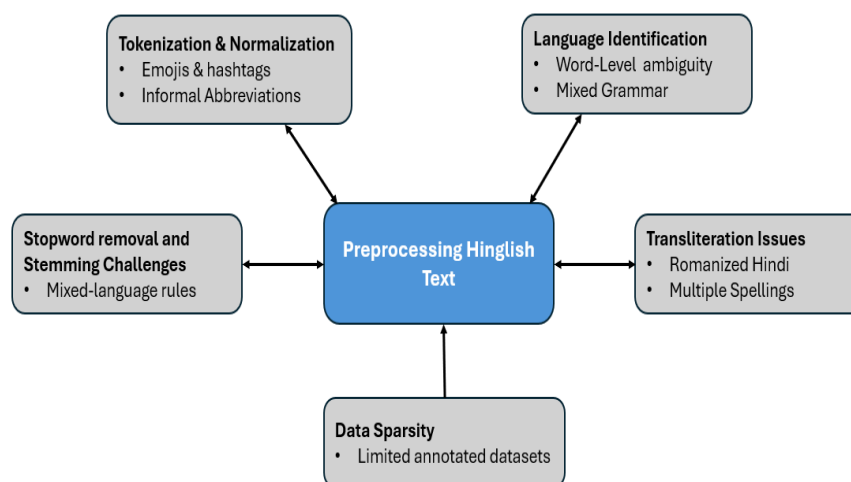 Tokenization & Normalization
• Emojis & hashtags
• Informal Abbreviations
Language Identification
• Word-Level ambiguity
• Mixed Grammar
Stopword removal and
Stemming Challenges
• Mixed-language rules
Preprocessing Hinglish
Text
Transliteration Issues
• Romanized Hindi
• Multiple Spellings
Data Sparsity
• Limited annotated datasets